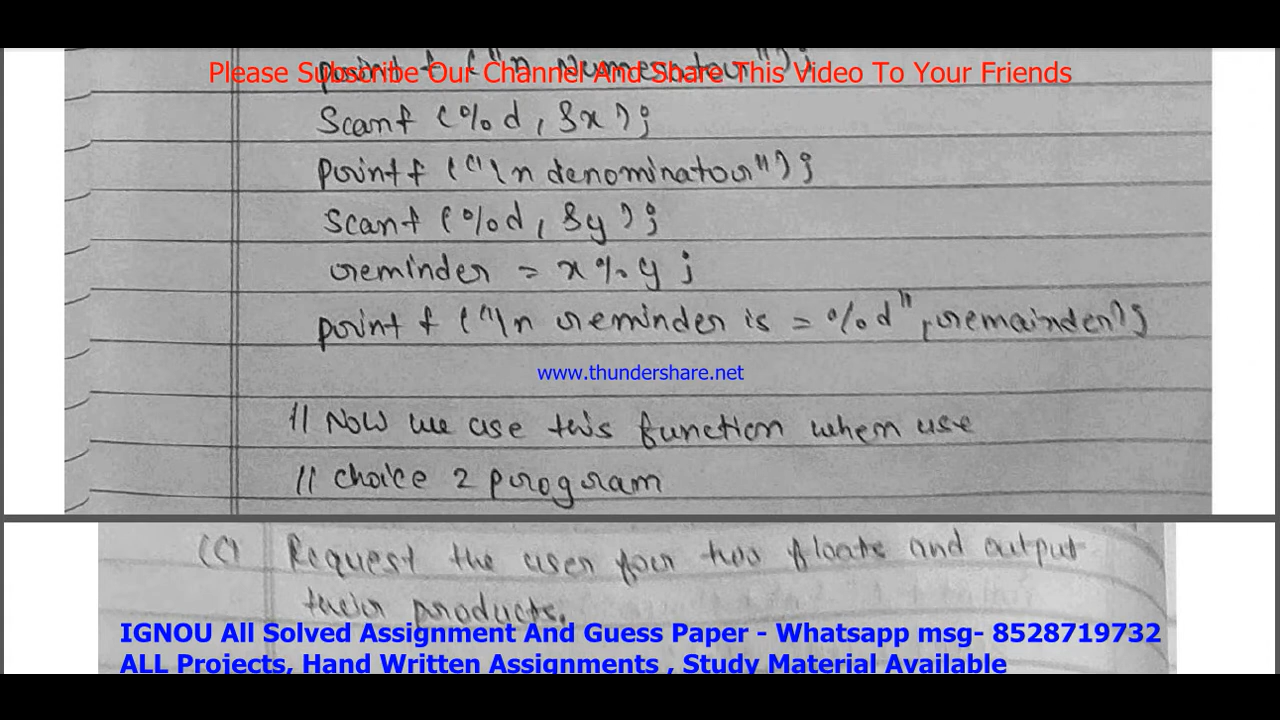 printf ("\n Numerator");
Please Subscribe Our Channel And Share This Video To Your Friends
Scanf (%d, &x);
printf ("\n denominator");
Scanf (%d, &y);
reminder = x % y;
printf ("\n reminder is = %d", remainder);
www.thundershare.net
// Now we use this function when use
// choice 2 program
(C) Request the user for two floats and output
their products.
IGNOU All Solved Assignment And Guess Paper - Whatsapp msg- 8528719732
ALL Projects, Hand Written Assignments , Study Material Available